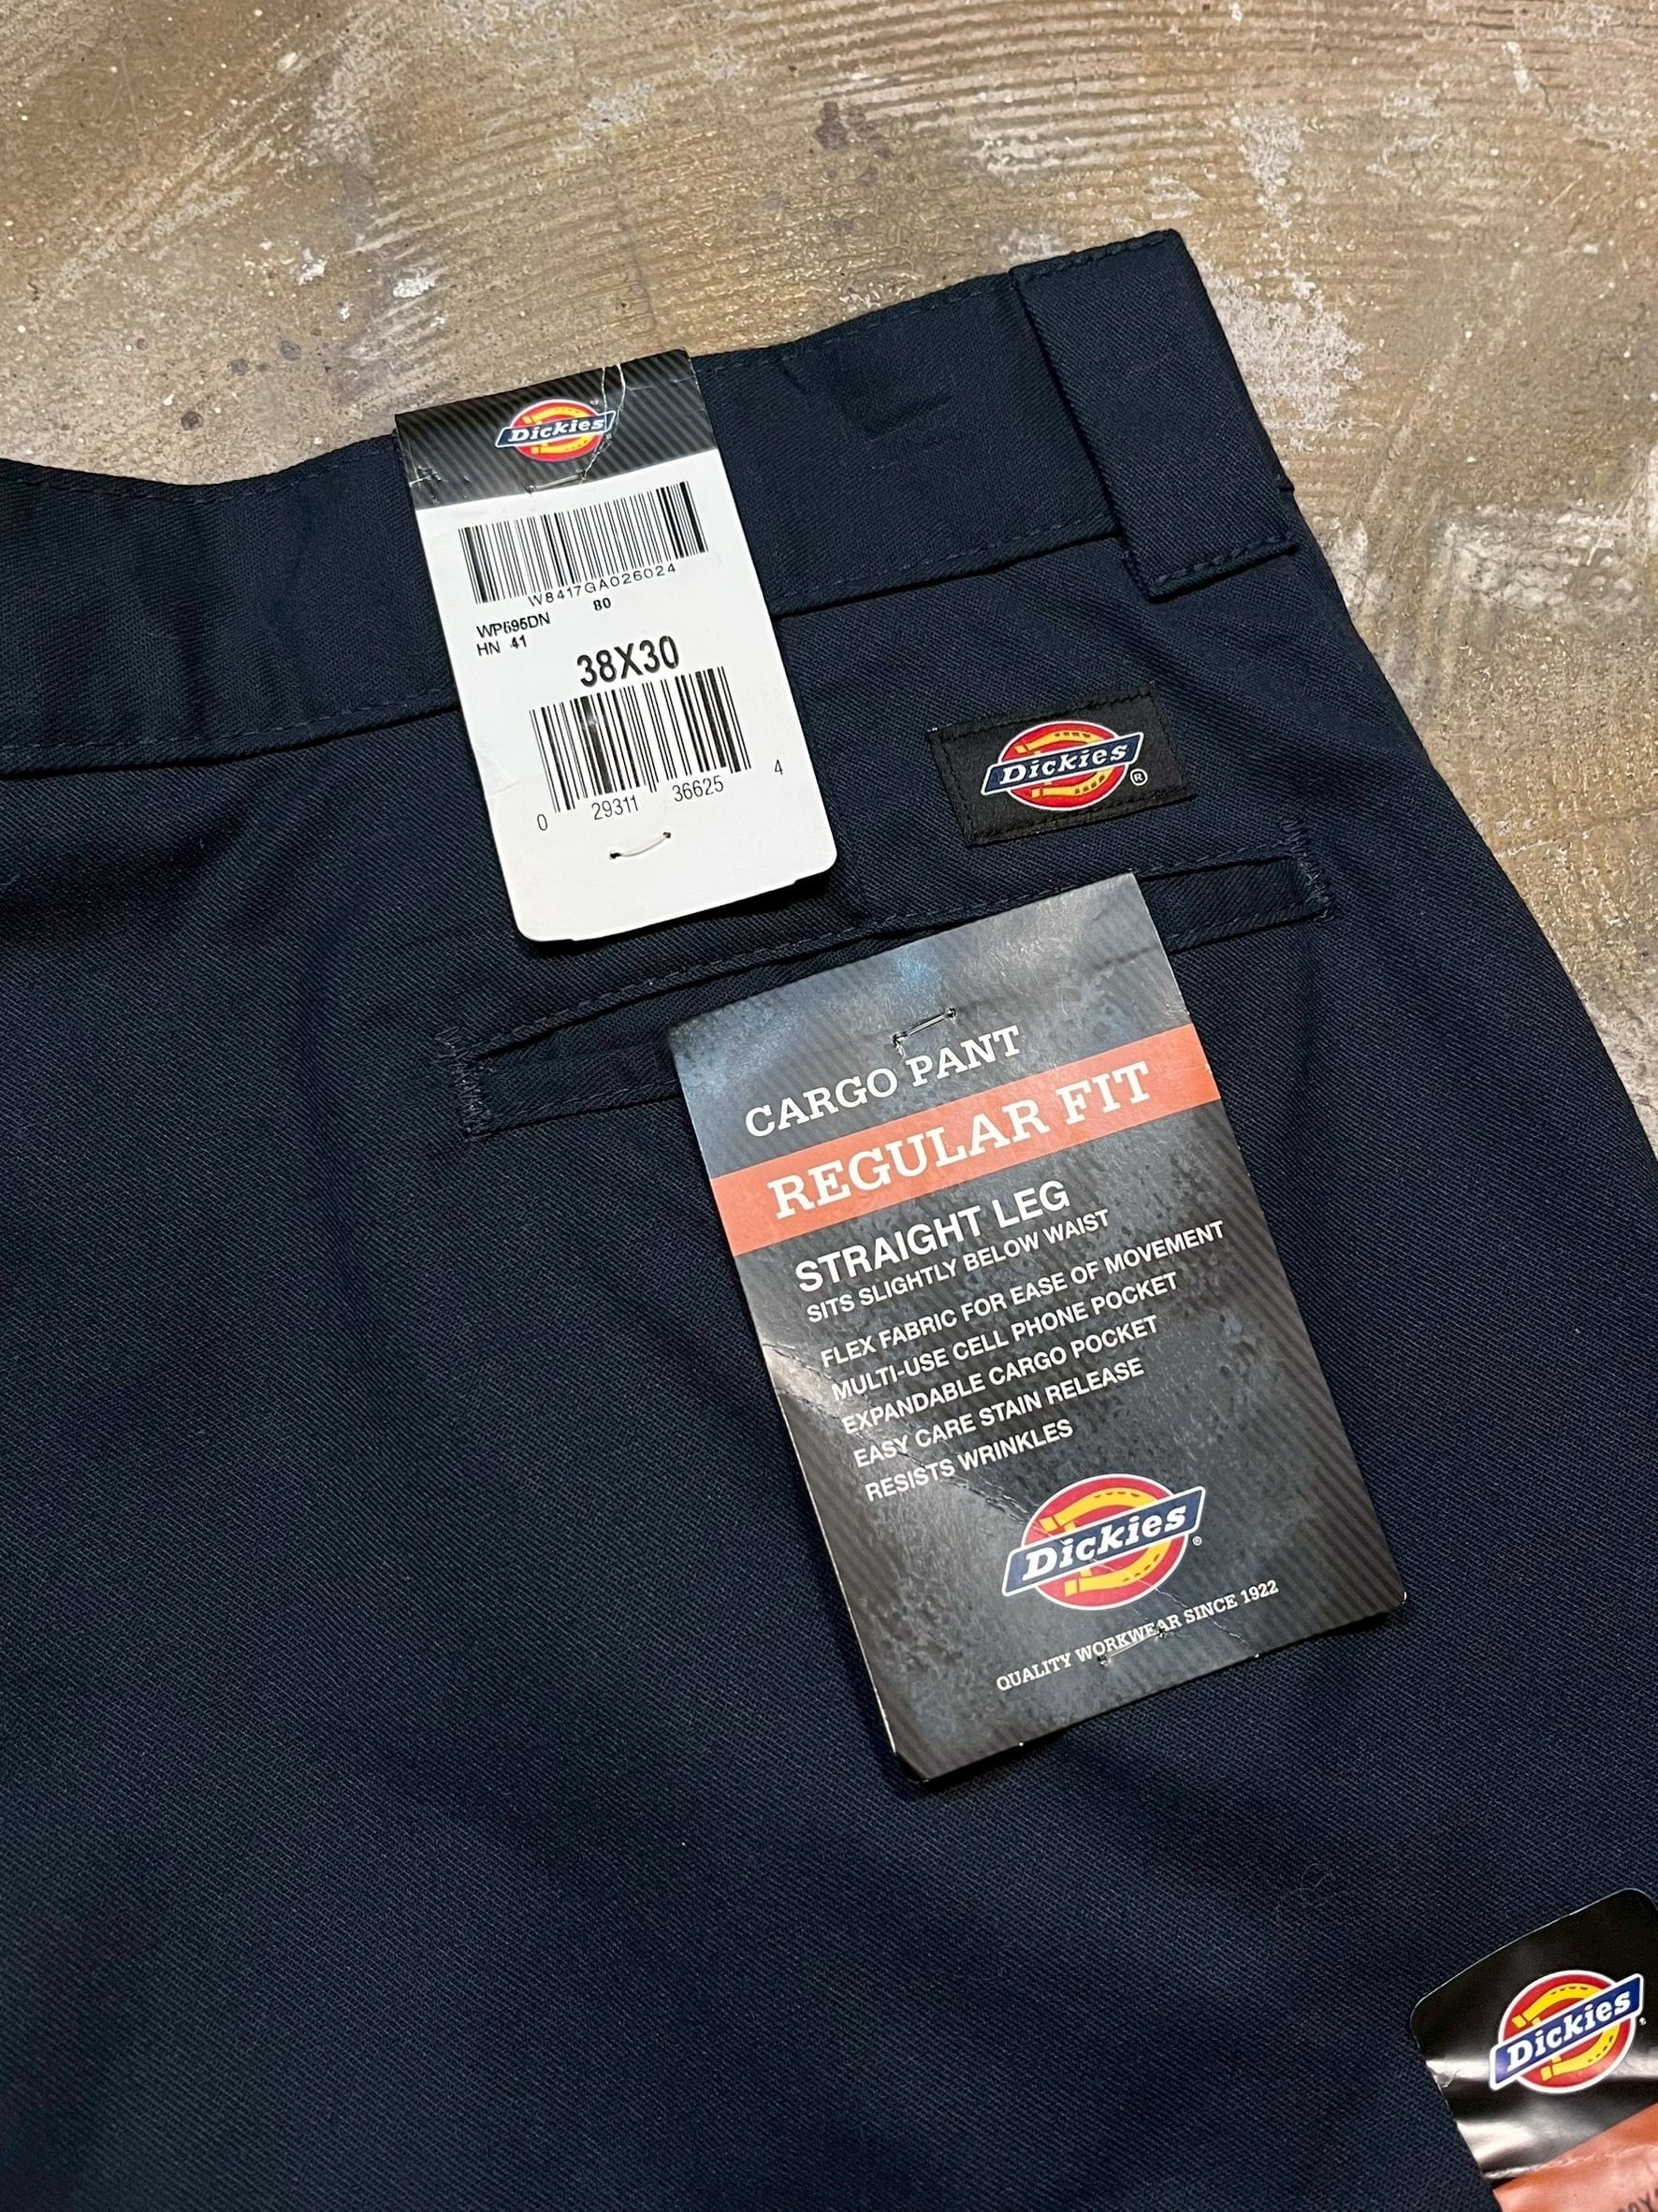 Dickies
W8417GA026024
WP595DN 80
HN 41
38X30
0 29311 36625 4
Dickies ®
CARGO PANT
REGULAR FIT
STRAIGHT LEG
SITS SLIGHTLY BELOW WAIST
FLEX FABRIC FOR EASE OF MOVEMENT
MULTI-USE CELL PHONE POCKET
EXPANDABLE CARGO POCKET
EASY CARE STAIN RELEASE
RESISTS WRINKLES
Dickies ®
QUALITY WORKWEAR SINCE 1922
Dickies